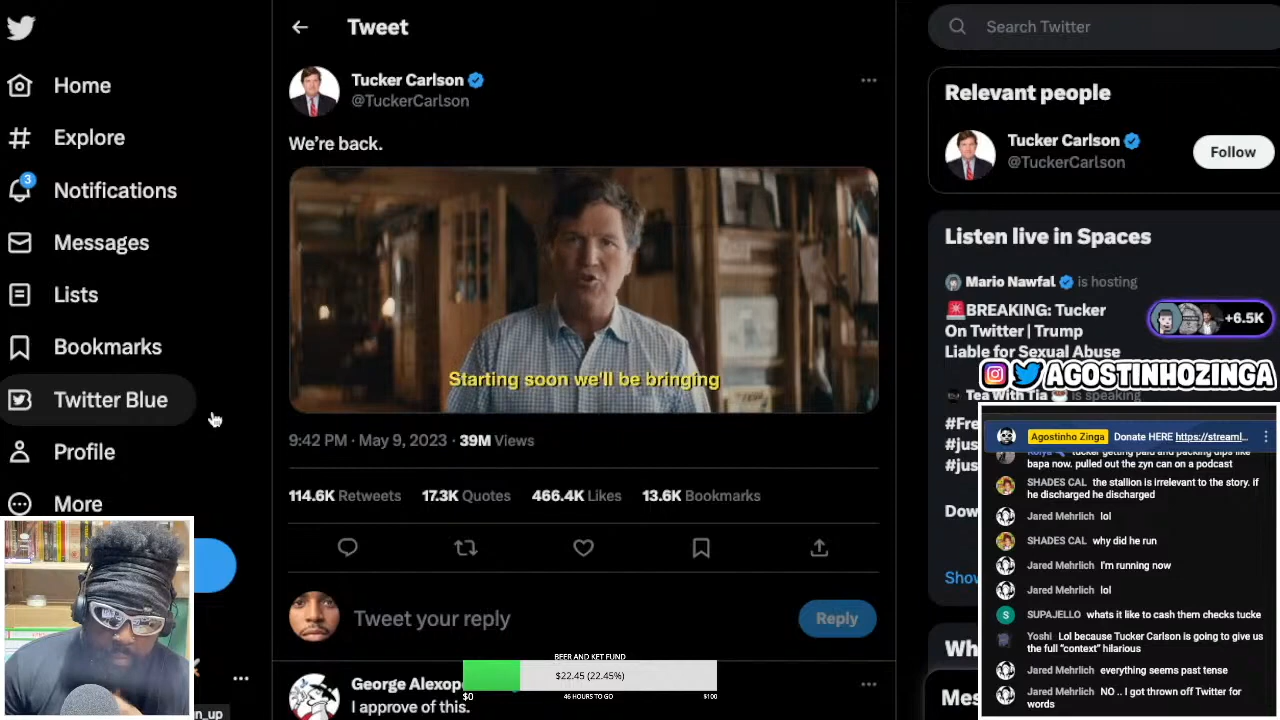 Home
Explore
3
Notifications
Messages
Lists
Bookmarks
Twitter Blue
Profile
More
Tweet
Tucker Carlson
@TuckerCarlson
We're back.
Starting soon we'll be bringing
9:42 PM · May 9, 2023 · 39M Views
114.6K Retweets 17.3K Quotes 466.4K Likes 13.6K Bookmarks
Tweet your reply
Reply
BEER AND KET FUND
$22.45 (22.45%)
$0 46 HOURS TO GO $100
George Alexop
I approve of this.
Search Twitter
Relevant people
Tucker Carlson
@TuckerCarlson
Follow
Listen live in Spaces
Mario Nawfal is hosting
BREAKING: Tucker
On Twitter | Trump
Liable for Sexual Abuse
+6.5K
AGOSTINHOZINGA
Tea With Tia is speaking
#Fre
#jus
#jus
Dow
Show
Wh
Mes
Agostinho Zinga Donate HERE https://streaml...
tucker getting paid and packing dips like
bapa now. pulled out the zyn can on a podcast
SHADES CAL the stallion is irrelevant to the story. if
he discharged he discharged
Jared Mehrlich lol
SHADES CAL why did he run
Jared Mehrlich I'm running now
Jared Mehrlich lol
S SUPAJELLO whats it like to cash them checks tucke
Yoshi Lol because Tucker Carlson is going to give us
the full "context" hilarious
Jared Mehrlich everything seems past tense
Jared Mehrlich NO .. I got thrown off Twitter for
words
n_up